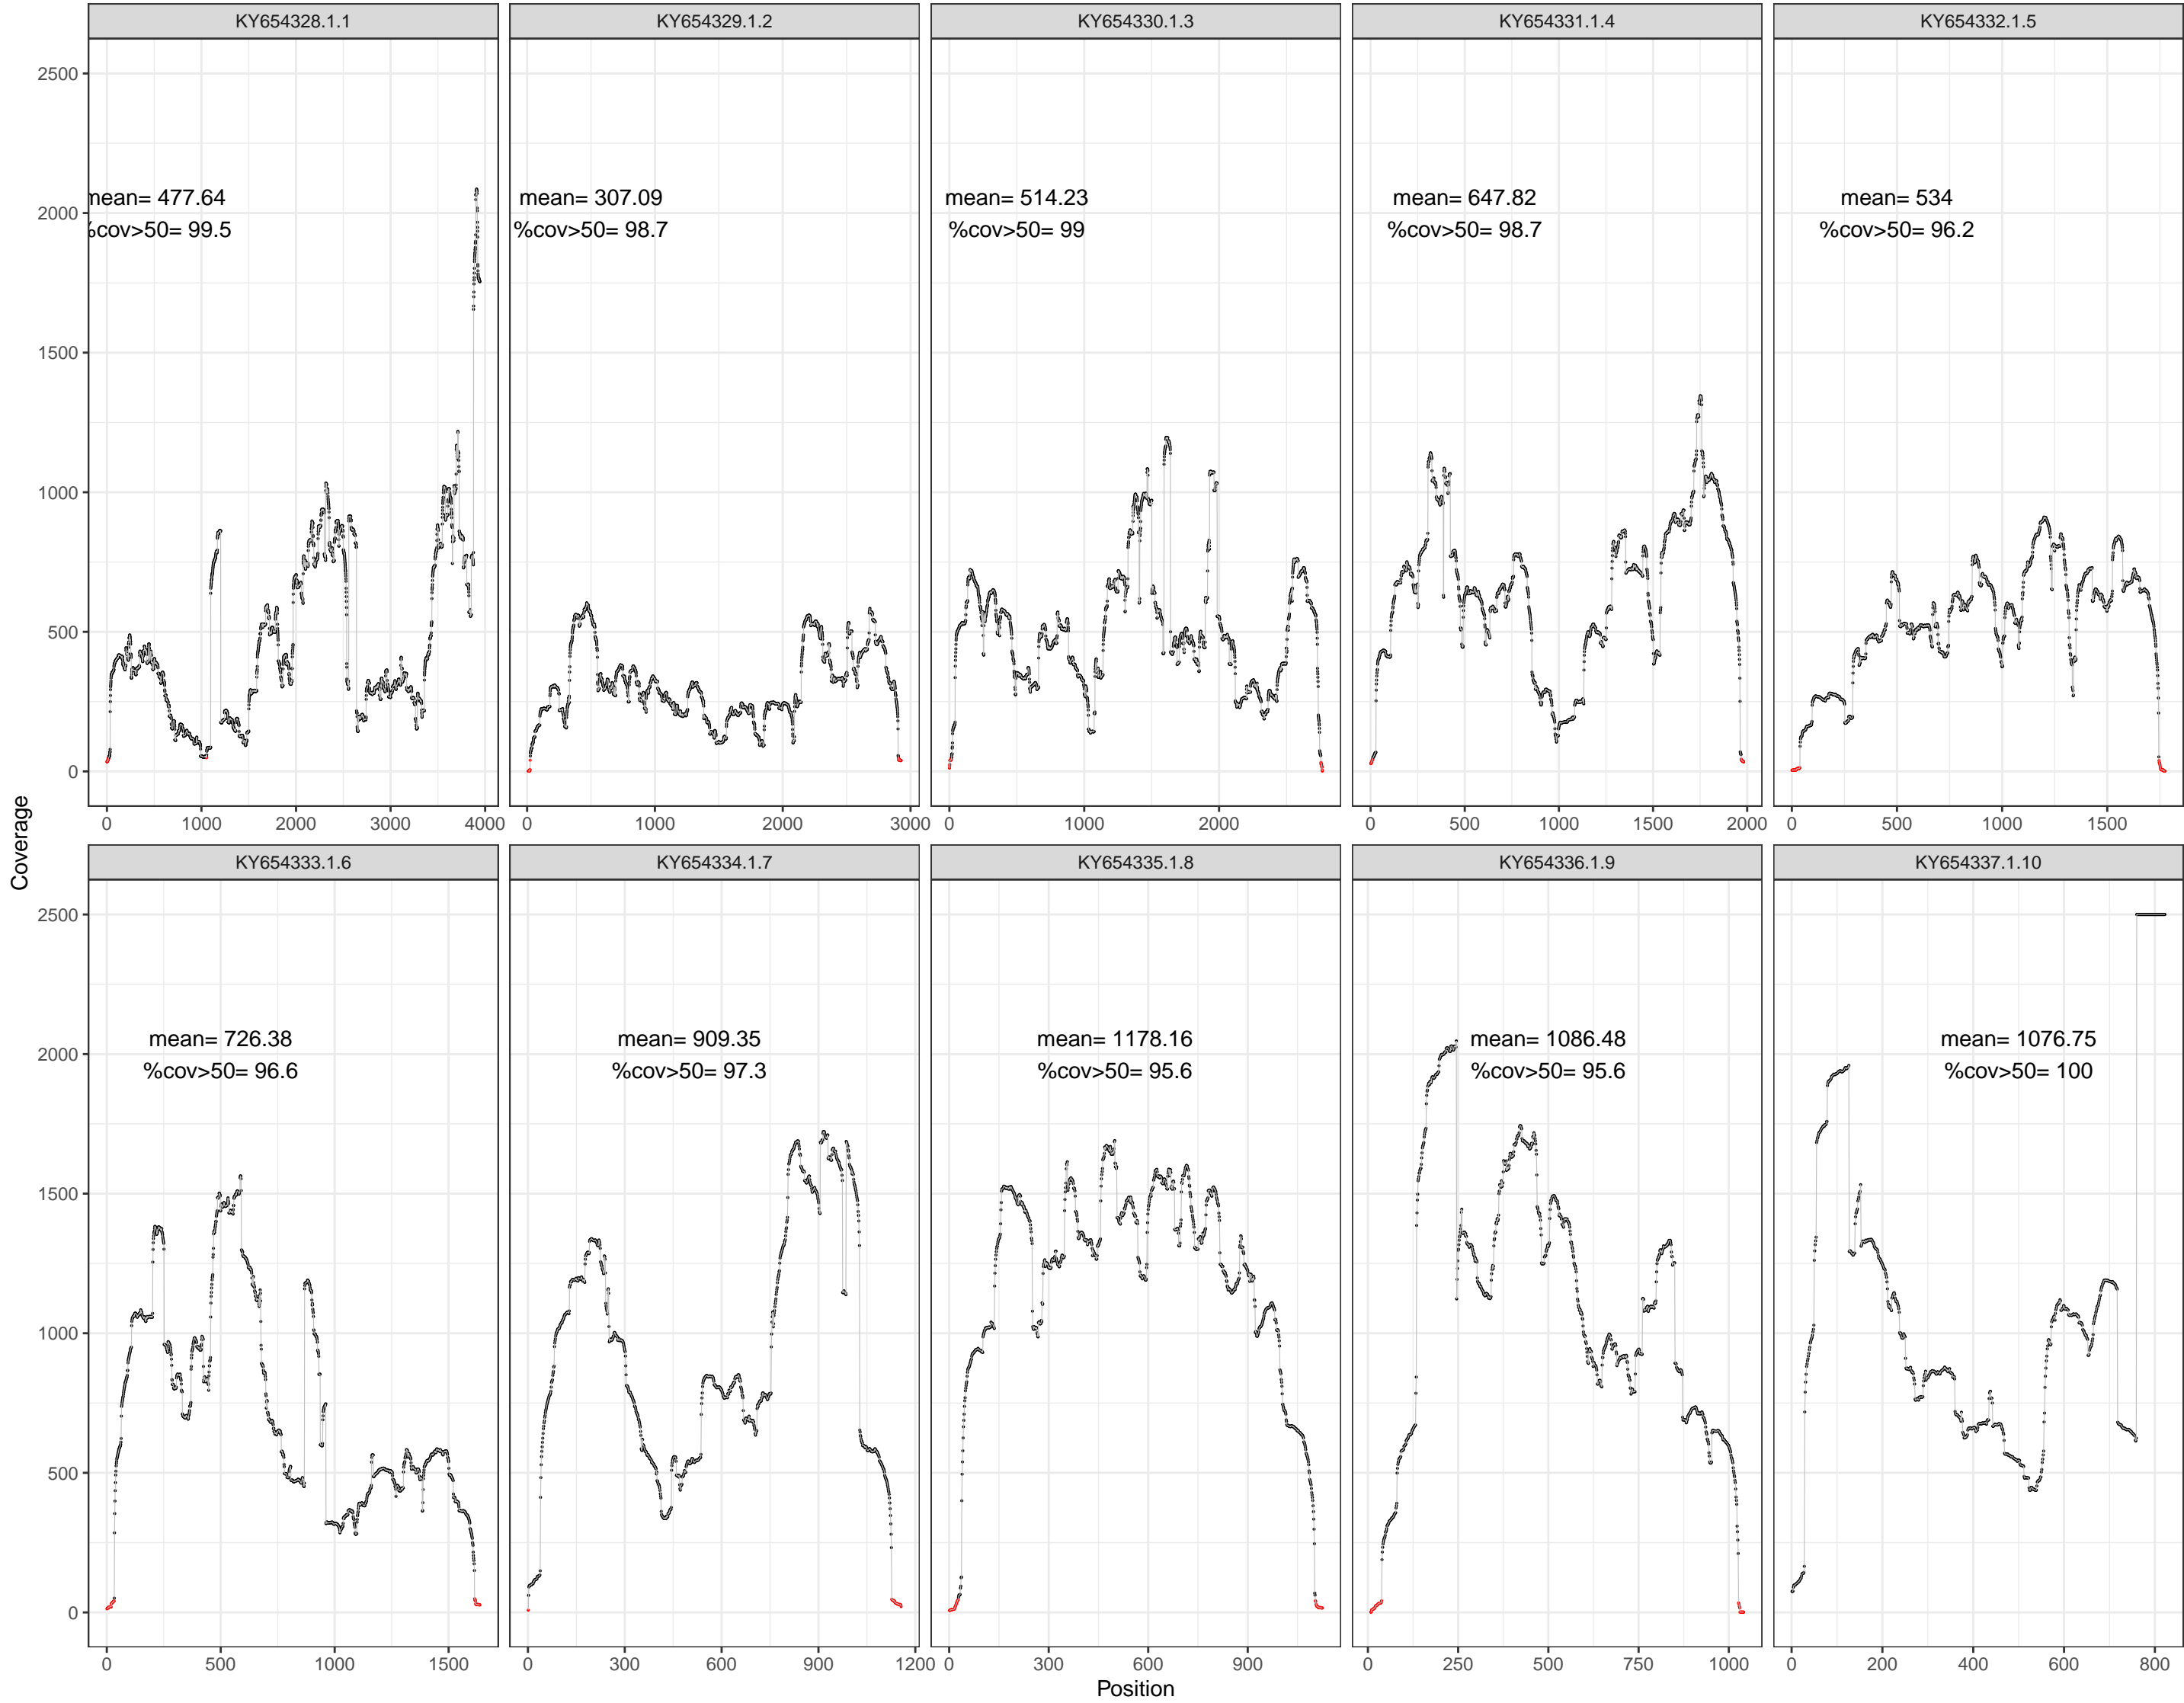 KY654328.1.1 KY654329.1.2 KY654330.1.3 KY654331.1.4 KY654332.1.5
2500
2000
1500
1000
500
0
mean= 477.64
%cov>50= 99.5
mean= 307.09
%cov>50= 98.7
mean= 514.23
%cov>50= 99
mean= 647.82
%cov>50= 98.7
mean= 534
%cov>50= 96.2
0 1000 2000 3000 4000
0 1000 2000 3000
0 1000 2000
0 500 1000 1500 2000
0 500 1000 1500
Coverage
KY654333.1.6 KY654334.1.7 KY654335.1.8 KY654336.1.9 KY654337.1.10
2500
2000
1500
1000
500
0
mean= 726.38
%cov>50= 96.6
mean= 909.35
%cov>50= 97.3
mean= 1178.16
%cov>50= 95.6
mean= 1086.48
%cov>50= 95.6
mean= 1076.75
%cov>50= 100
0 500 1000 1500
0 300 600 900 1200
0 300 600 900
0 250 500 750 1000
0 200 400 600 800
Position